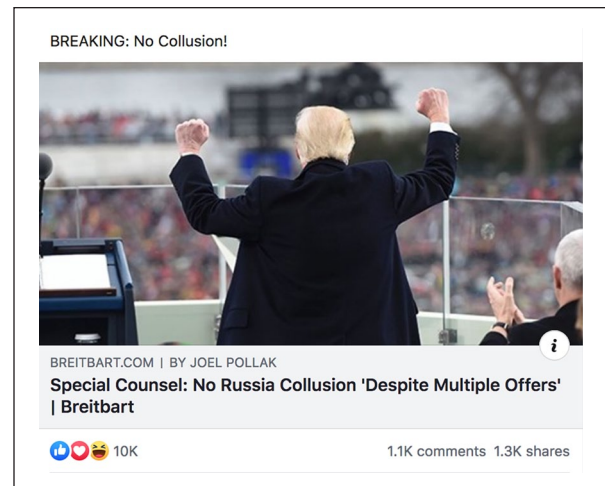 BREAKING: No Collusion!
BREITBART.COM | BY JOEL POLLAK
Special Counsel: No Russia Collusion 'Despite Multiple Offers'
| Breitbart
10K
1.1K comments 1.3K shares